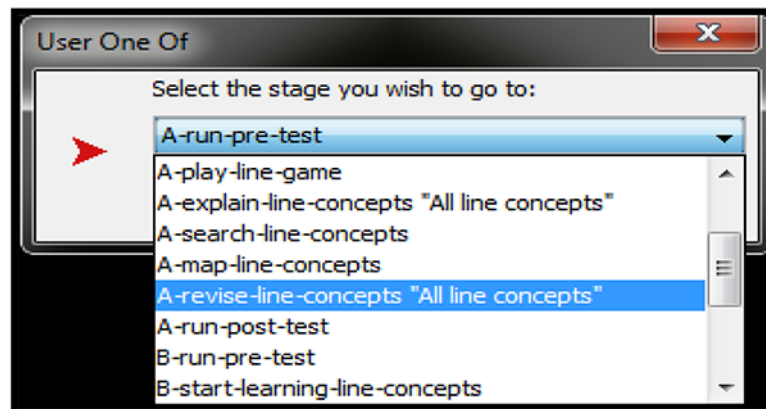 User One Of
Select the stage you wish to go to:
A-run-pre-test
A-play-line-game
A-explain-line-concepts "All line concepts"
A-search-line-concepts
A-map-line-concepts
A-revise-line-concepts "All line concepts"
A-run-post-test
B-run-pre-test
B-start-learning-line-concepts